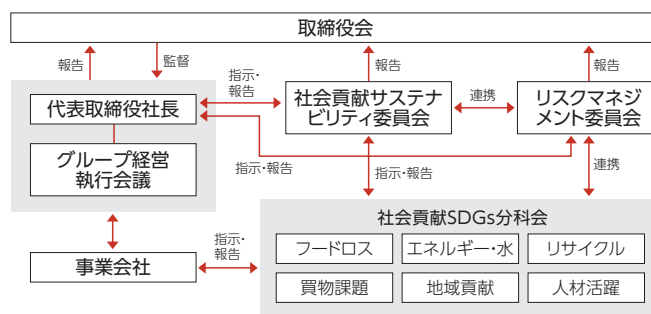 取締役会
報告
監督
報告
報告
指示・
報告
代表取締役社長
社会貢献サステナ
ビリティ委員会
連携
リスクマネジ
メント委員会
グループ経営
執行会議
指示・報告
指示・報告
連携
社会貢献SDGs分科会
フードロス
エネルギー・水
リサイクル
事業会社
指示・
報告
買物課題
地域貢献
人材活躍